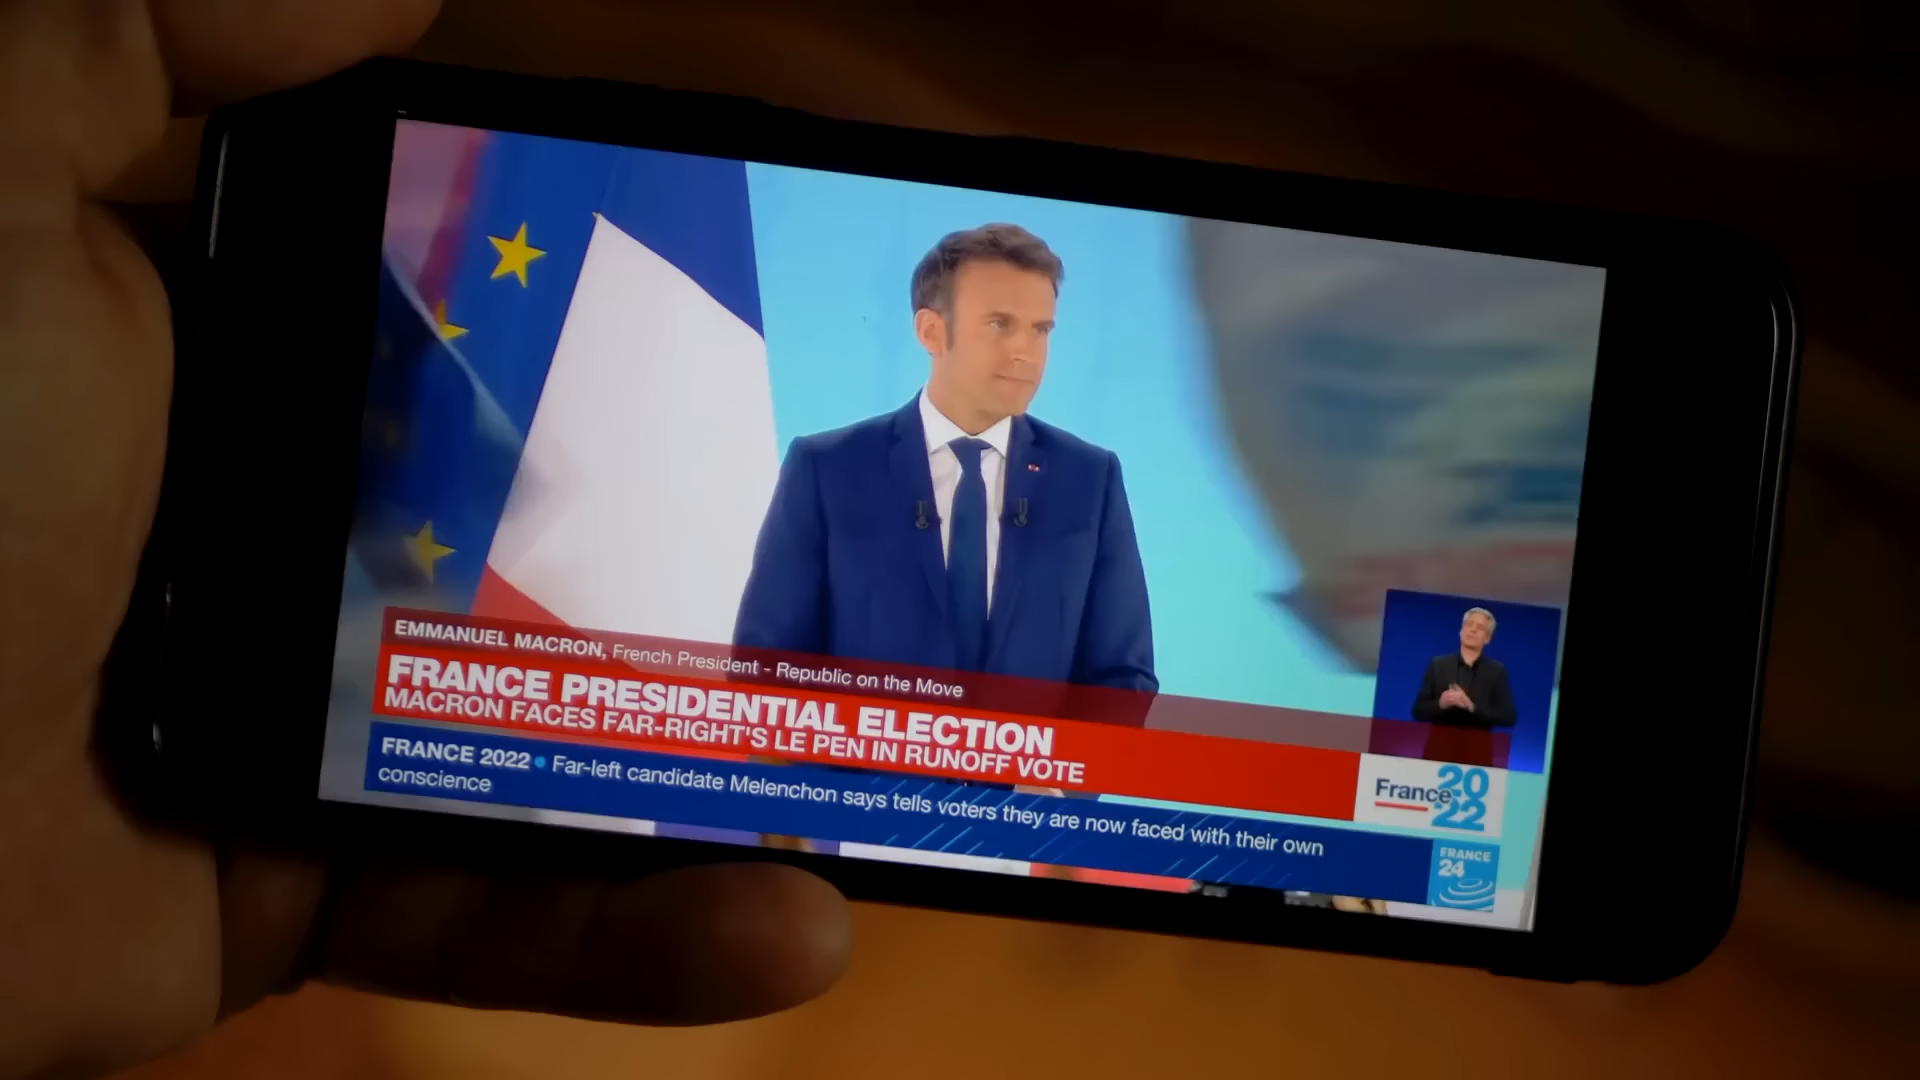 EMMANUEL MACRON, French President - Republic on the Move
FRANCE PRESIDENTIAL ELECTION
MACRON FACES FAR-RIGHT'S LE PEN IN RUNOFF VOTE
FRANCE 2022 • Far-left candidate Melenchon says tells voters they are now faced with their own
conscience
France 2022
FRANCE
24